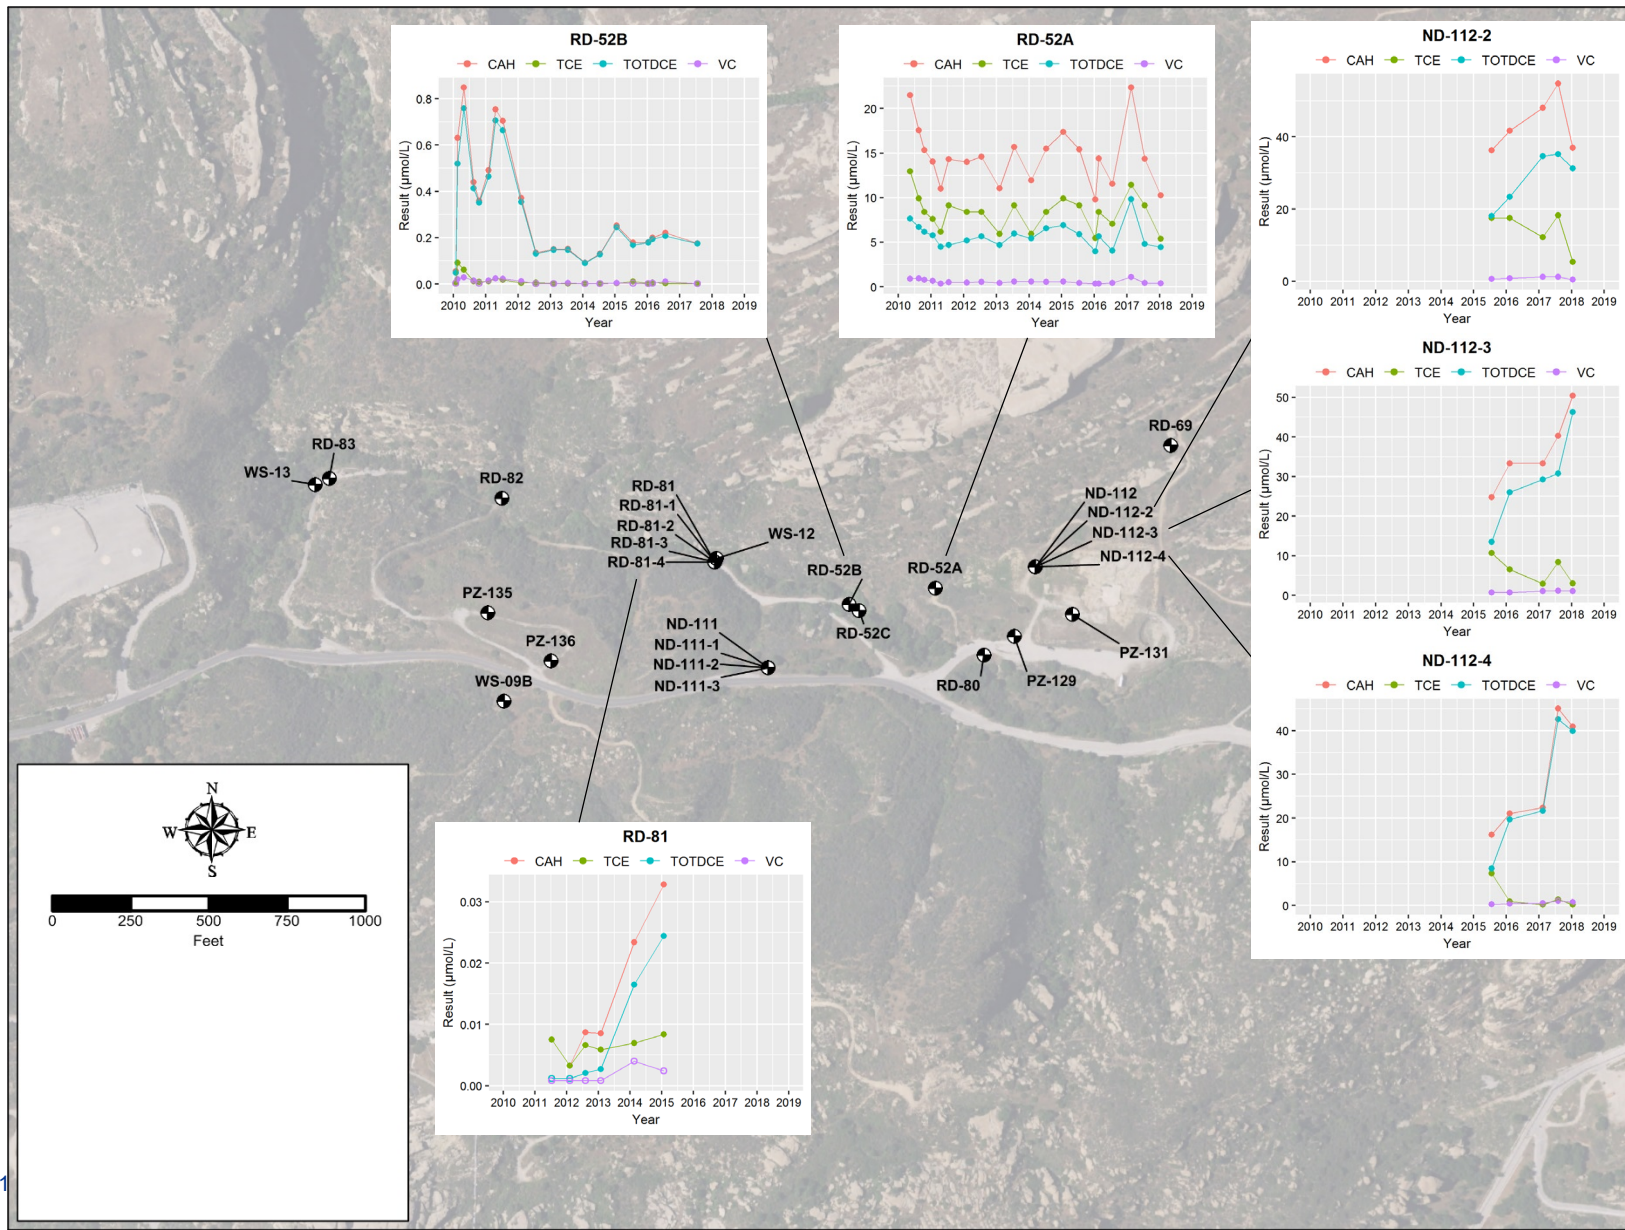 RD-52B
CAH TCE TOTDCE VC
0.8
0.6
0.4
0.2
0.0
Result (µmol/L)
2010 2011 2012 2013 2014 2015 2016 2017 2018 2019
Year
RD-52A
CAH TCE TOTDCE VC
20
15
10
5
0
Result (µmol/L)
2010 2011 2012 2013 2014 2015 2016 2017 2018 2019
Year
ND-112-2
CAH TCE TOTDCE VC
40
20
0
Result (µmol/L)
2010 2011 2012 2013 2014 2015 2016 2017 2018 2019
Year
ND-112-3
CAH TCE TOTDCE VC
50
40
30
20
10
0
Result (µmol/L)
2010 2011 2012 2013 2014 2015 2016 2017 2018 2019
Year
ND-112-4
CAH TCE TOTDCE VC
40
30
20
10
0
Result (µmol/L)
2010 2011 2012 2013 2014 2015 2016 2017 2018 2019
Year
RD-83
WS-13
RD-82
RD-81
RD-81-1
RD-81-2
RD-81-3
RD-81-4
WS-12
RD-52B
RD-52C
RD-52A
RD-69
ND-112
ND-112-2
ND-112-3
ND-112-4
PZ-135
PZ-136
WS-09B
ND-111
ND-111-1
ND-111-2
ND-111-3
RD-80
PZ-129
PZ-131
N
W E
S
0 250 500 750 1000
Feet
RD-81
CAH TCE TOTDCE VC
0.03
0.02
0.01
0.00
Result (µmol/L)
2010 2011 2012 2013 2014 2015 2016 2017 2018 2019
Year
1